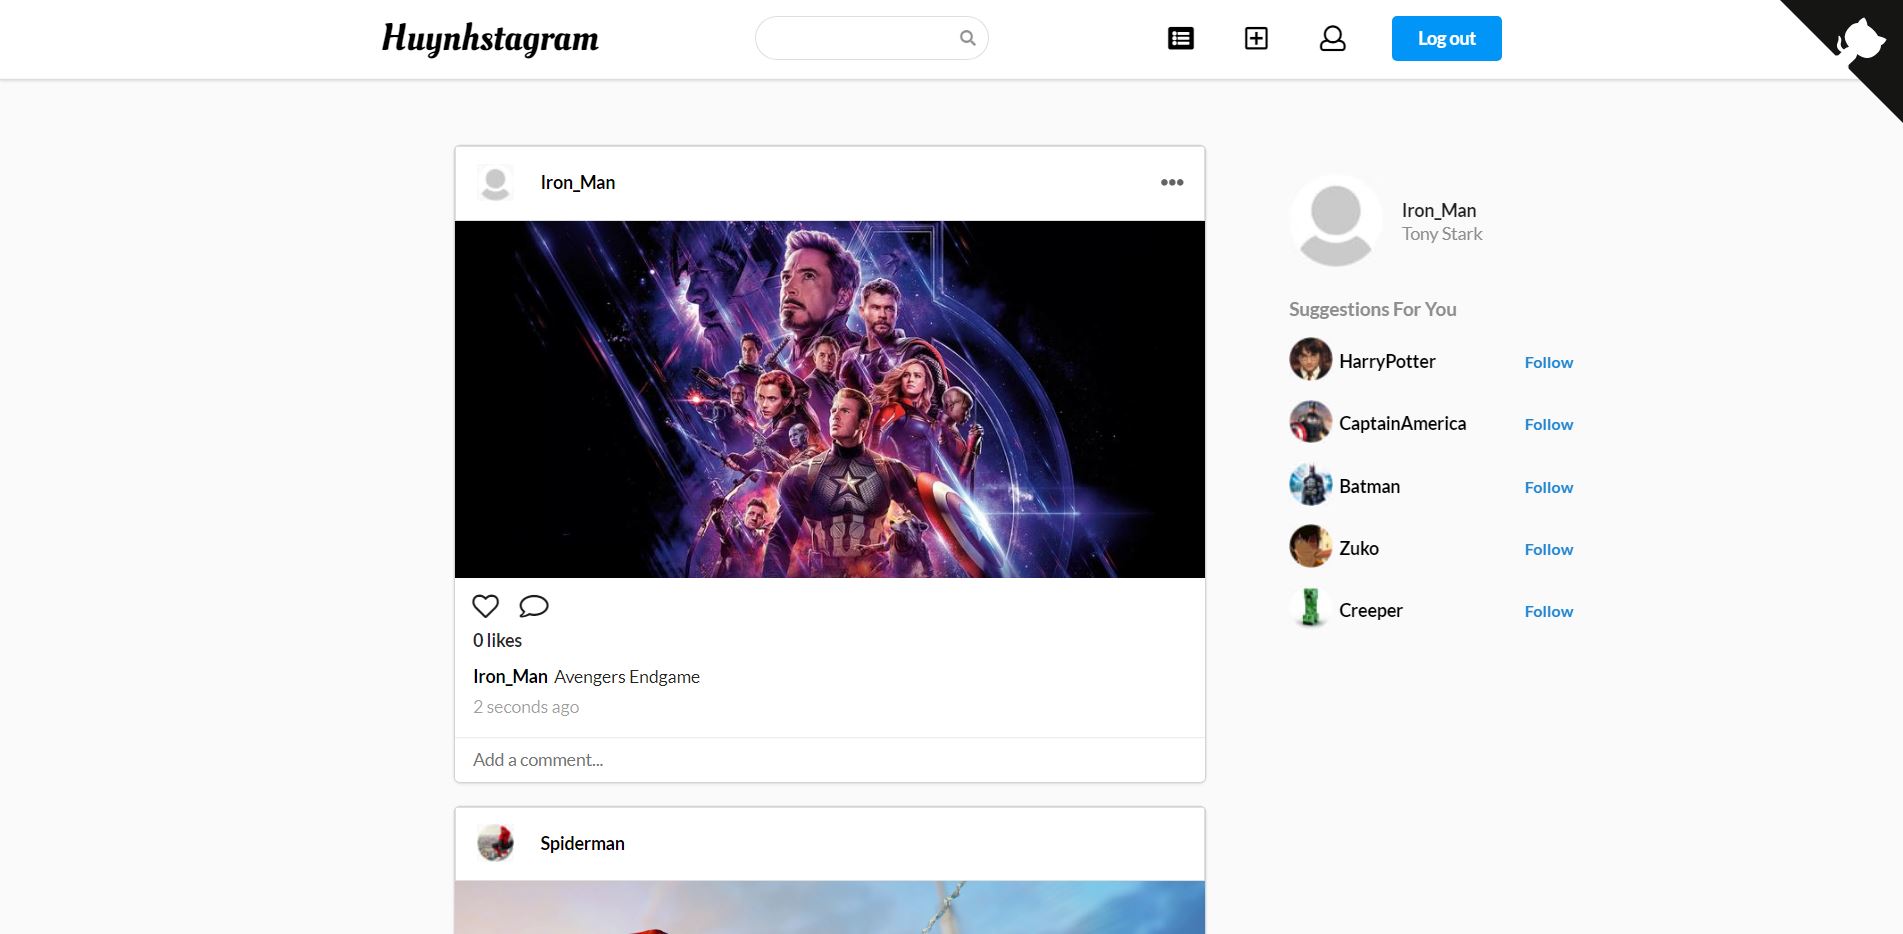 Huynhstagram
Log out
Iron_Man
0 likes
Iron_Man Avengers Endgame
2 seconds ago
Add a comment...
Spiderman
Iron_Man
Tony Stark
Suggestions For You
HarryPotter Follow
CaptainAmerica Follow
Batman Follow
Zuko Follow
Creeper Follow